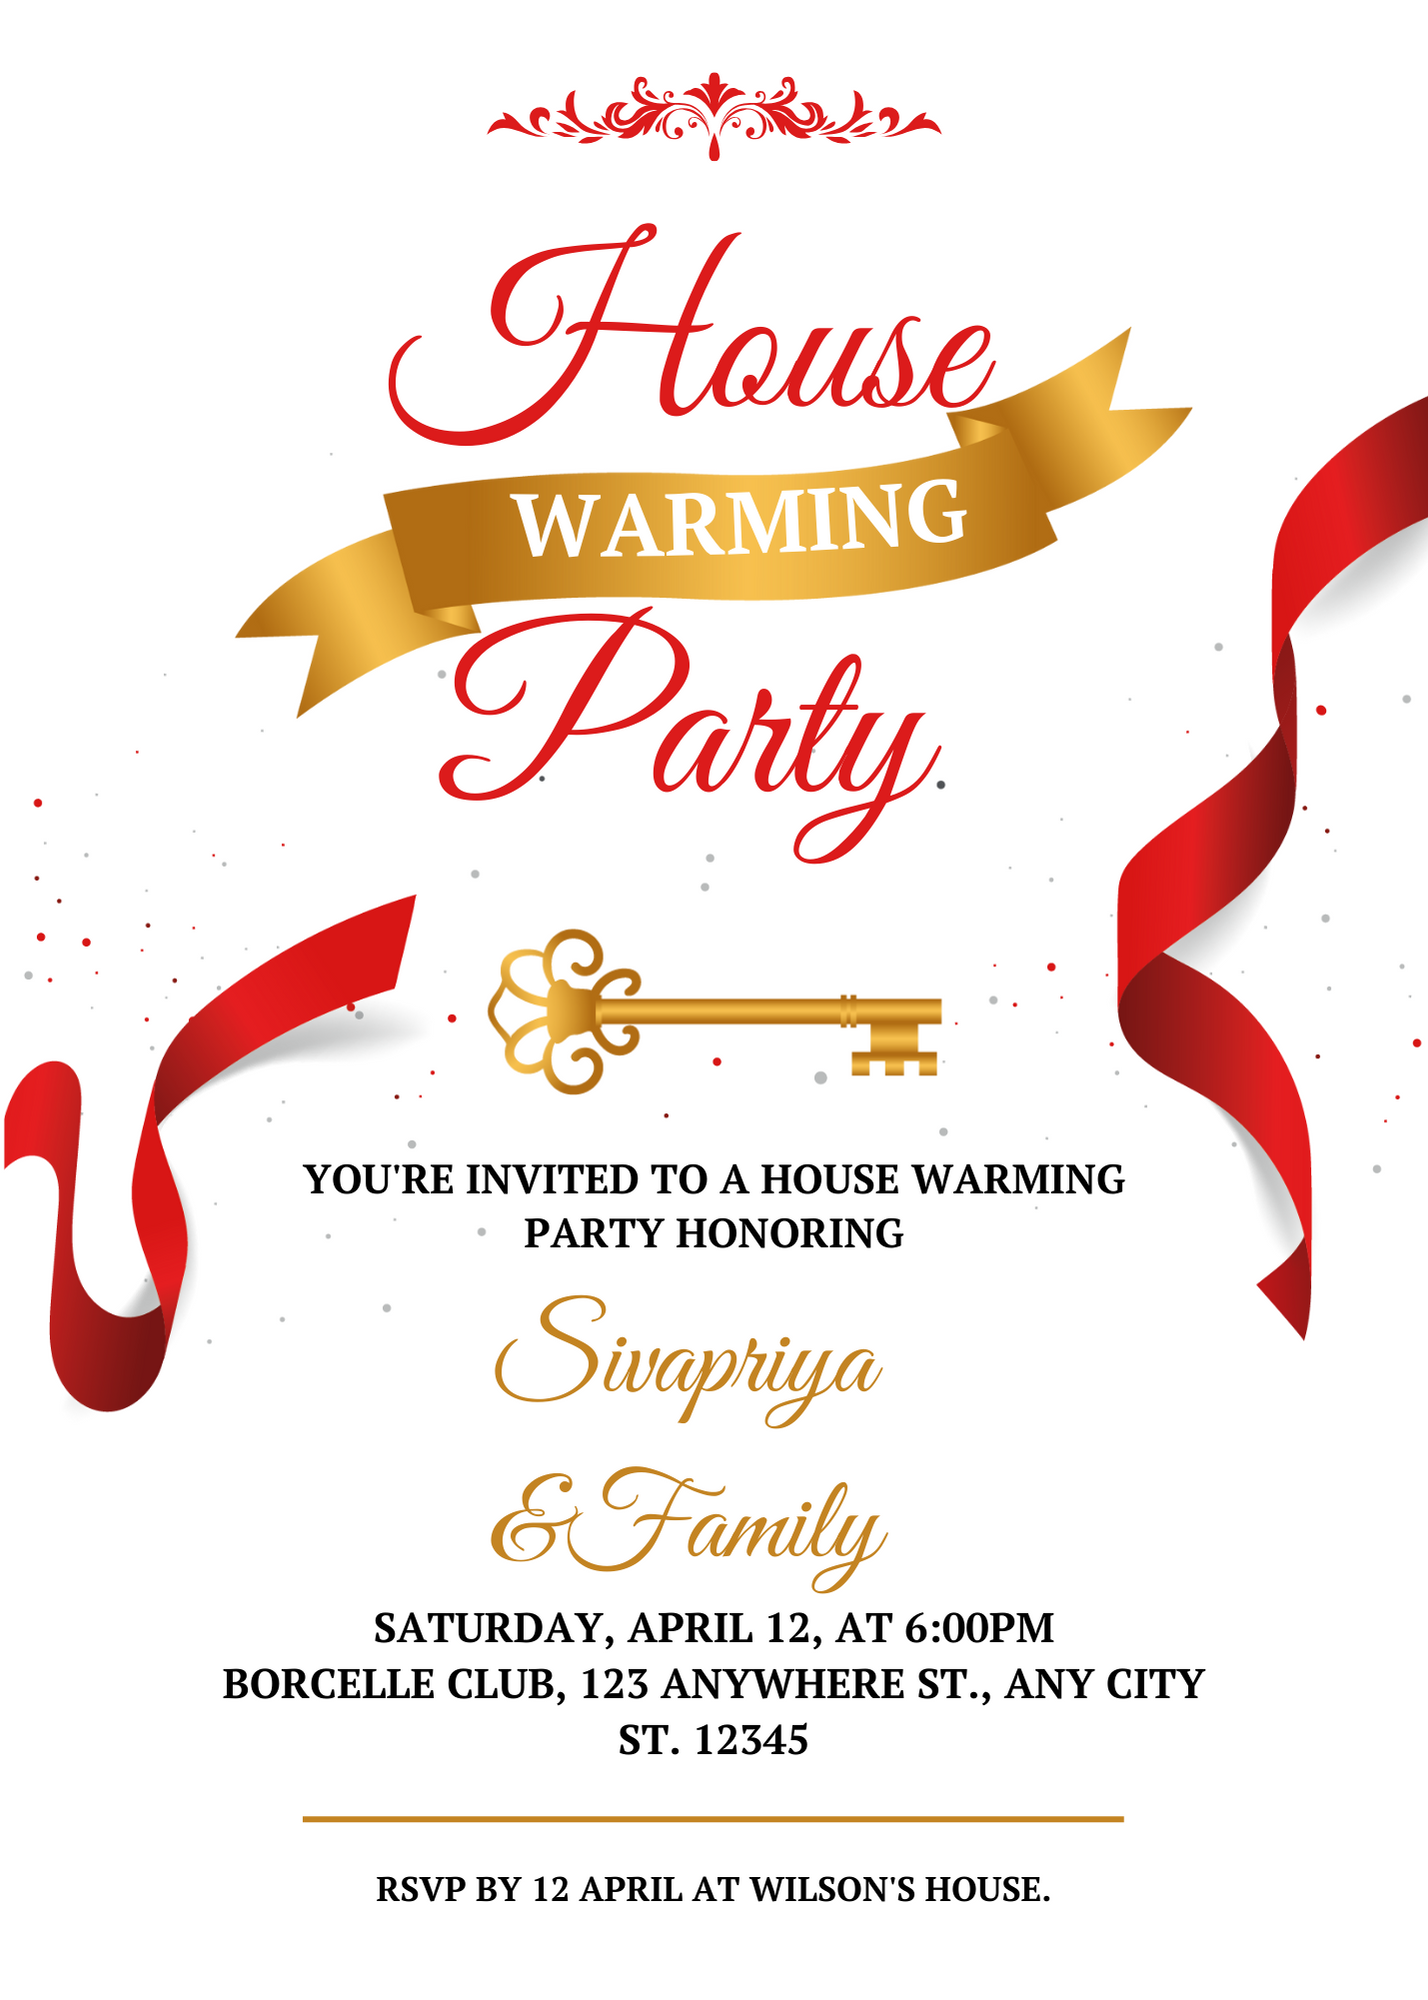 House
WARMING
Party
YOU'RE INVITED TO A HOUSE WARMING
PARTY HONORING
Sivapriya
&Family
SATURDAY, APRIL 12, AT 6:00PM
BORCELLE CLUB, 123 ANYWHERE ST., ANY CITY
ST. 12345
RSVP BY 12 APRIL AT WILSON'S HOUSE.